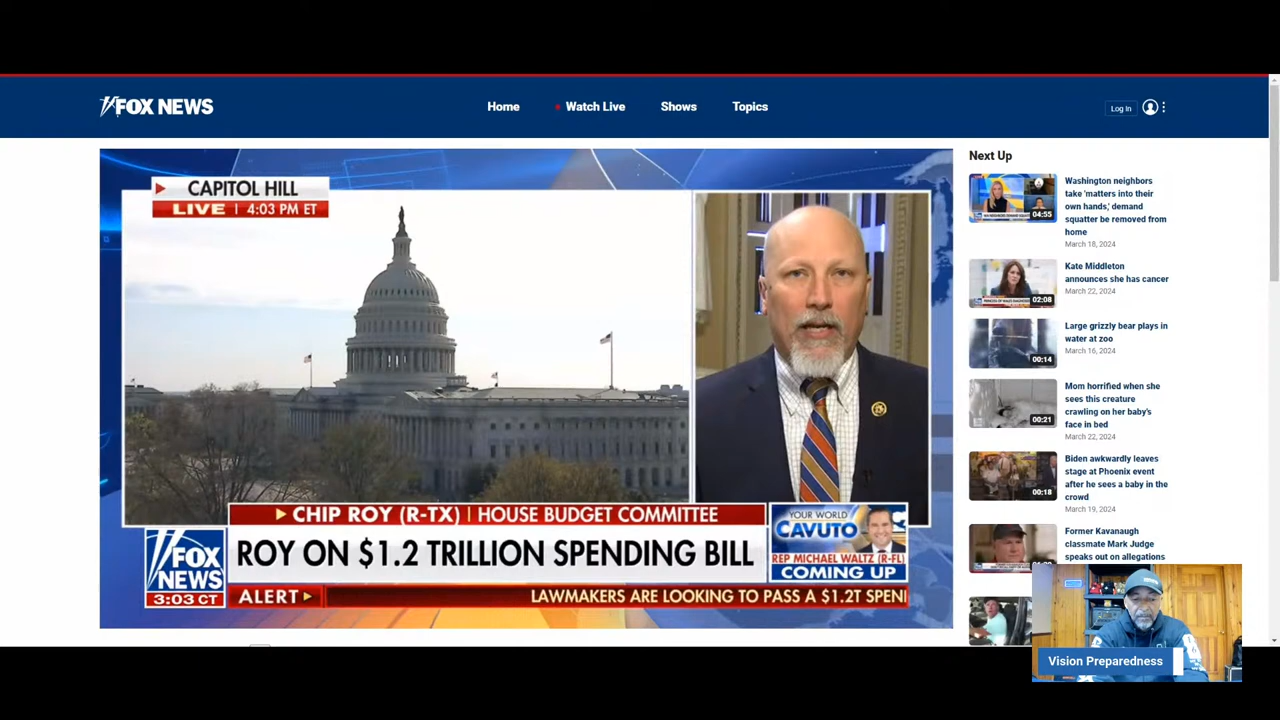 FOX NEWS
Home
Watch Live
Shows
Topics
Log In
CAPITOL HILL
LIVE | 4:03 PM ET
CHIP ROY (R-TX) | HOUSE BUDGET COMMITTEE
ROY ON $1.2 TRILLION SPENDING BILL
FOX
NEWS
3:03 CT
ALERT
LAWMAKERS ARE LOOKING TO PASS A $1.2T SPENI
YOUR WORLD
CAVUTO
REP MICHAEL WALTZ (R-FL)
COMING UP
Next Up
04:55
Washington neighbors
take 'matters into their
own hands,' demand
squatter be removed from
home
March 18, 2024
02:08
Kate Middleton
announces she has cancer
March 22, 2024
00:14
Large grizzly bear plays in
water at zoo
March 16, 2024
00:21
Mom horrified when she
sees this creature
crawling on her baby's
face in bed
March 22, 2024
00:18
Biden awkwardly leaves
stage at Phoenix event
after he sees a baby in the
crowd
March 19, 2024
Former Kavanaugh
classmate Mark Judge
speaks out on allegations
Vision Preparedness